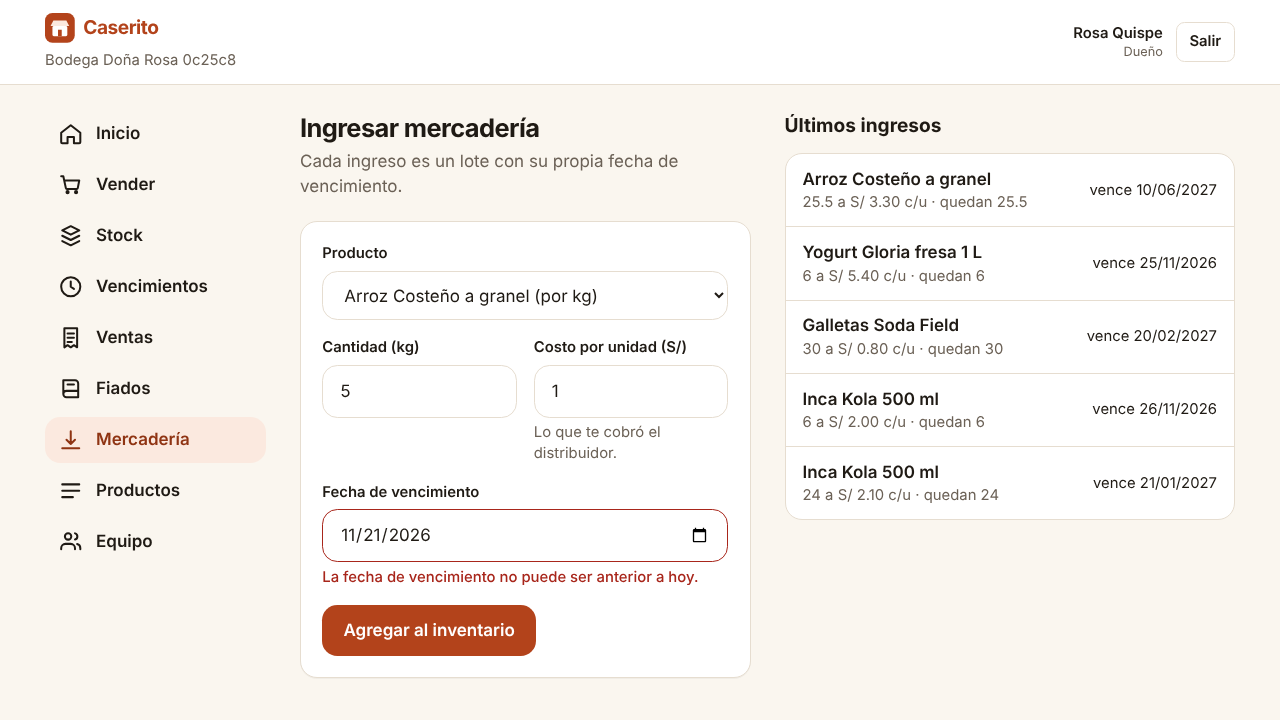 Caserito
Bodega Doña Rosa 0c25c8
Rosa Quispe
Dueño
Salir
Inicio
Vender
Stock
Vencimientos
Ventas
Fiados
Mercadería
Productos
Equipo
Ingresar mercadería
Cada ingreso es un lote con su propia fecha de
vencimiento.
Producto
Arroz Costeño a granel (por kg)
Cantidad (kg)
Costo por unidad (S/)
5
1
Lo que te cobró el
distribuidor.
Fecha de vencimiento
11/21/2026
La fecha de vencimiento no puede ser anterior a hoy.
Agregar al inventario
Últimos ingresos
Arroz Costeño a granel
25.5 a S/ 3.30 c/u · quedan 25.5
vence 10/06/2027
Yogurt Gloria fresa 1 L
6 a S/ 5.40 c/u · quedan 6
vence 25/11/2026
Galletas Soda Field
30 a S/ 0.80 c/u · quedan 30
vence 20/02/2027
Inca Kola 500 ml
6 a S/ 2.00 c/u · quedan 6
vence 26/11/2026
Inca Kola 500 ml
24 a S/ 2.10 c/u · quedan 24
vence 21/01/2027